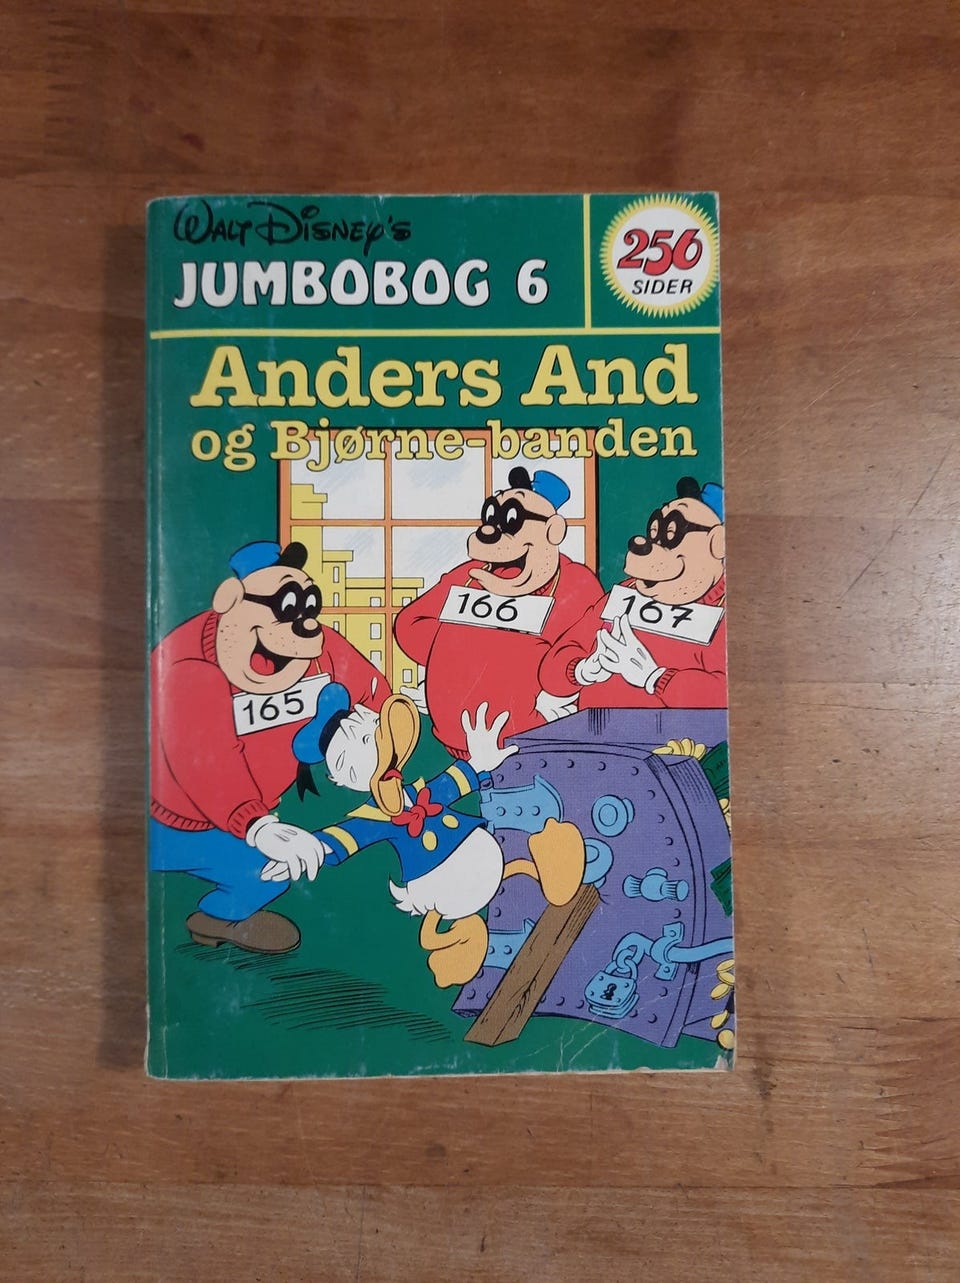 WALT DISNEY'S
JUMBOBOG 6
256
SIDER
Anders And
og Bjørne-banden
166
167
165